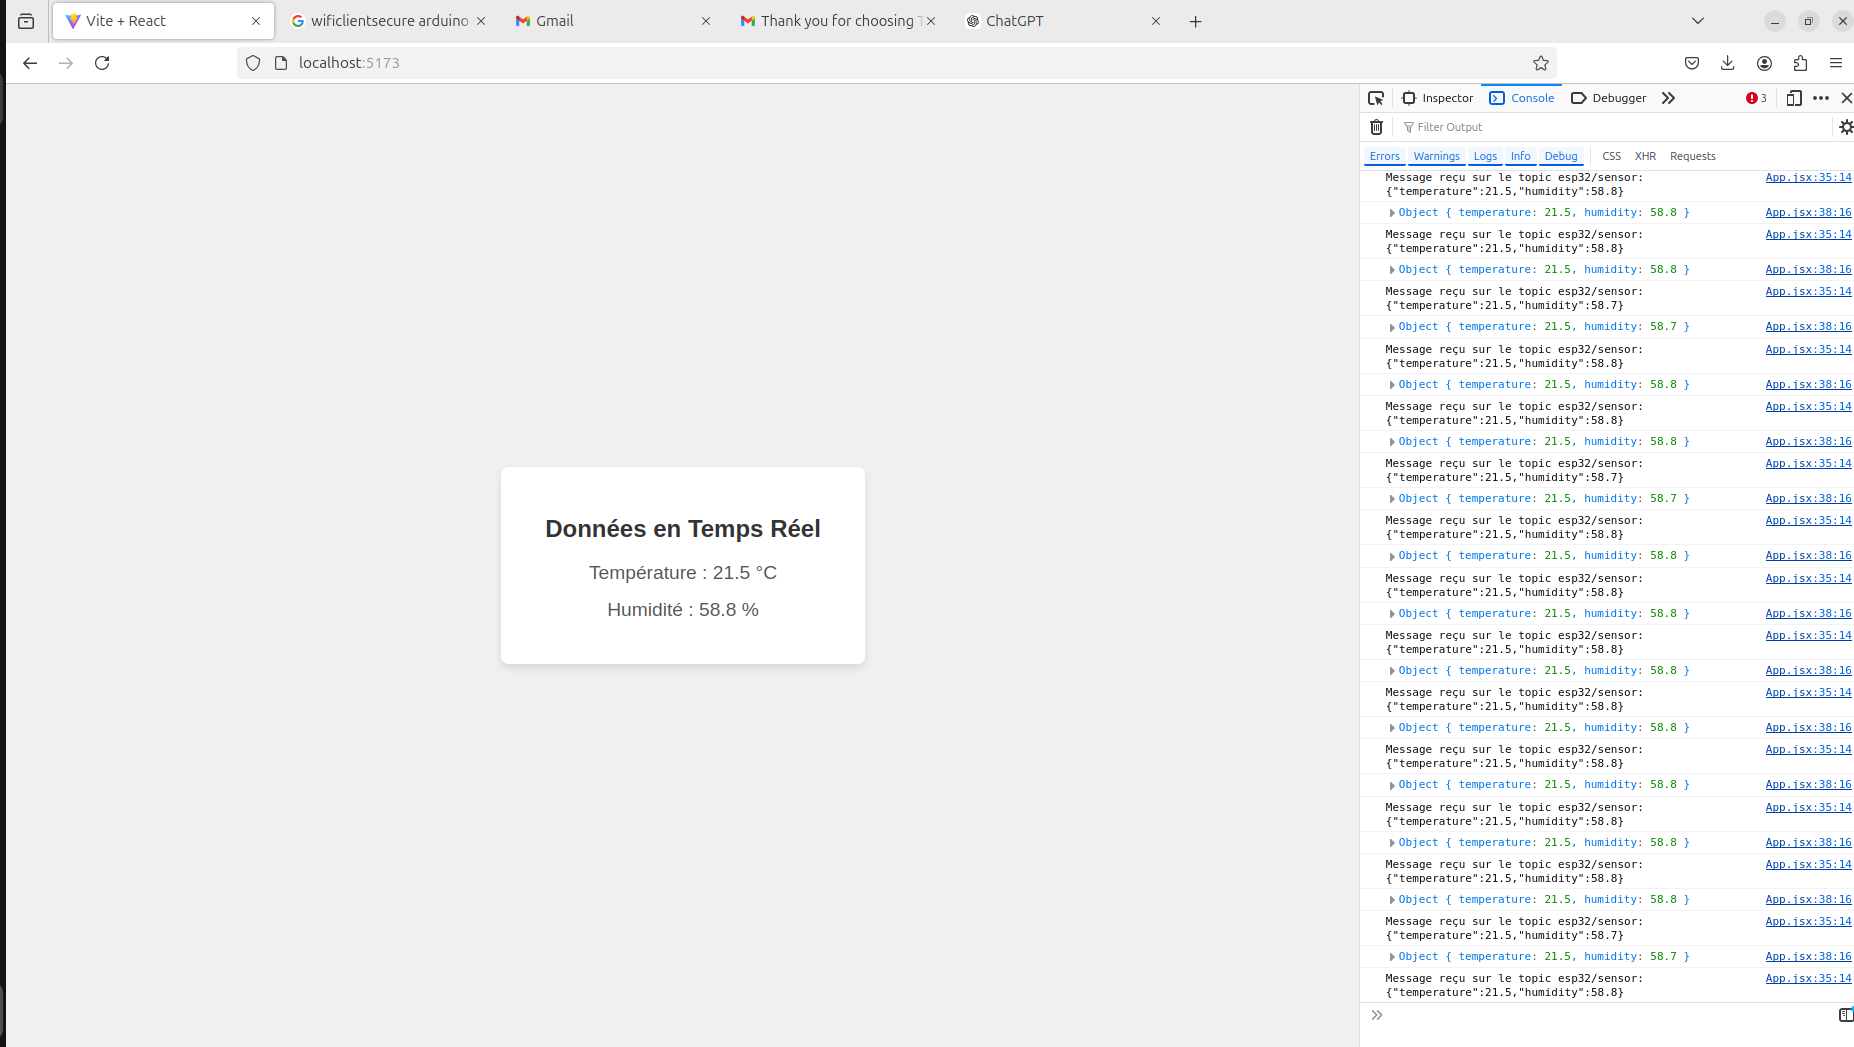 Vite + React
wificlientsecure arduino
Gmail
Thank you for choosing
ChatGPT
localhost:5173
Inspector
Console
Debugger
3
Filter Output
Errors
Warnings
Logs
Info
Debug
CSS
XHR
Requests
Données en Temps Réel
Température : 21.5 °C
Humidité : 58.8 %
Message reçu sur le topic esp32/sensor: App.jsx:35:14
{"temperature":21.5,"humidity":58.8}
Object { temperature: 21.5, humidity: 58.8 } App.jsx:38:16
Message reçu sur le topic esp32/sensor: App.jsx:35:14
{"temperature":21.5,"humidity":58.8}
Object { temperature: 21.5, humidity: 58.8 } App.jsx:38:16
Message reçu sur le topic esp32/sensor: App.jsx:35:14
{"temperature":21.5,"humidity":58.7}
Object { temperature: 21.5, humidity: 58.7 } App.jsx:38:16
Message reçu sur le topic esp32/sensor: App.jsx:35:14
{"temperature":21.5,"humidity":58.8}
Object { temperature: 21.5, humidity: 58.8 } App.jsx:38:16
Message reçu sur le topic esp32/sensor: App.jsx:35:14
{"temperature":21.5,"humidity":58.8}
Object { temperature: 21.5, humidity: 58.8 } App.jsx:38:16
Message reçu sur le topic esp32/sensor: App.jsx:35:14
{"temperature":21.5,"humidity":58.7}
Object { temperature: 21.5, humidity: 58.7 } App.jsx:38:16
Message reçu sur le topic esp32/sensor: App.jsx:35:14
{"temperature":21.5,"humidity":58.8}
Object { temperature: 21.5, humidity: 58.8 } App.jsx:38:16
Message reçu sur le topic esp32/sensor: App.jsx:35:14
{"temperature":21.5,"humidity":58.8}
Object { temperature: 21.5, humidity: 58.8 } App.jsx:38:16
Message reçu sur le topic esp32/sensor: App.jsx:35:14
{"temperature":21.5,"humidity":58.8}
Object { temperature: 21.5, humidity: 58.8 } App.jsx:38:16
Message reçu sur le topic esp32/sensor: App.jsx:35:14
{"temperature":21.5,"humidity":58.8}
Object { temperature: 21.5, humidity: 58.8 } App.jsx:38:16
Message reçu sur le topic esp32/sensor: App.jsx:35:14
{"temperature":21.5,"humidity":58.8}
Object { temperature: 21.5, humidity: 58.8 } App.jsx:38:16
Message reçu sur le topic esp32/sensor: App.jsx:35:14
{"temperature":21.5,"humidity":58.8}
Object { temperature: 21.5, humidity: 58.8 } App.jsx:38:16
Message reçu sur le topic esp32/sensor: App.jsx:35:14
{"temperature":21.5,"humidity":58.8}
Object { temperature: 21.5, humidity: 58.8 } App.jsx:38:16
Message reçu sur le topic esp32/sensor: App.jsx:35:14
{"temperature":21.5,"humidity":58.7}
Object { temperature: 21.5, humidity: 58.7 } App.jsx:38:16
Message reçu sur le topic esp32/sensor: App.jsx:35:14
{"temperature":21.5,"humidity":58.8}